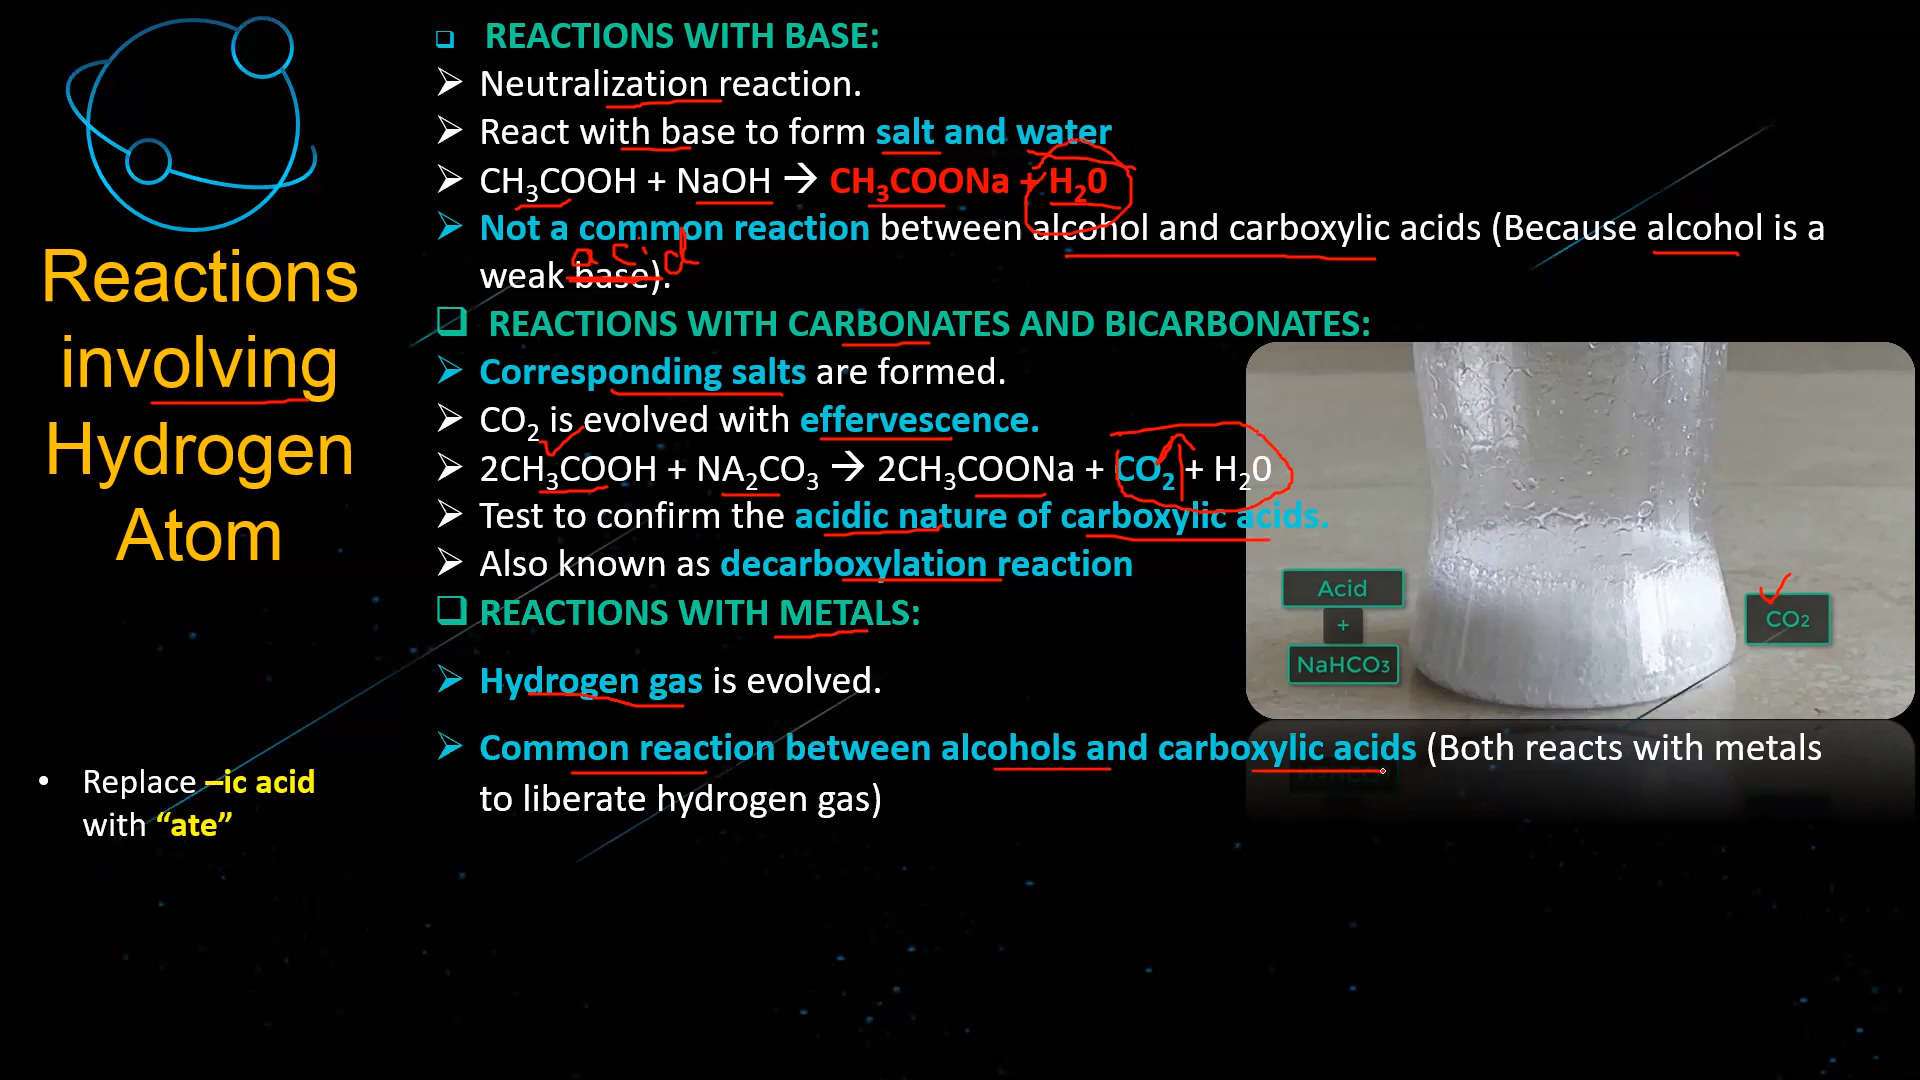 Reactions
involving
Hydrogen
Atom
• Replace –ic acid
with “ate”
❑ REACTIONS WITH BASE:
➢ Neutralization reaction.
➢ React with base to form salt and water
➢ CH₃COOH + NaOH → CH₃COONa + H₂0
➢ Not a common reaction between alcohol and carboxylic acids (Because alcohol is a
acid
weak base).
❑ REACTIONS WITH CARBONATES AND BICARBONATES:
➢ Corresponding salts are formed.
➢ CO₂ is evolved with effervescence.
➢ 2CH₃COOH + NA₂CO₃ → 2CH₃COONa + CO₂ + H₂0
➢ Test to confirm the acidic nature of carboxylic acids.
➢ Also known as decarboxylation reaction
❑ REACTIONS WITH METALS:
➢ Hydrogen gas is evolved.
➢ Common reaction between alcohols and carboxylic acids (Both reacts with metals
to liberate hydrogen gas)
Acid
+
NaHCO₃
CO₂